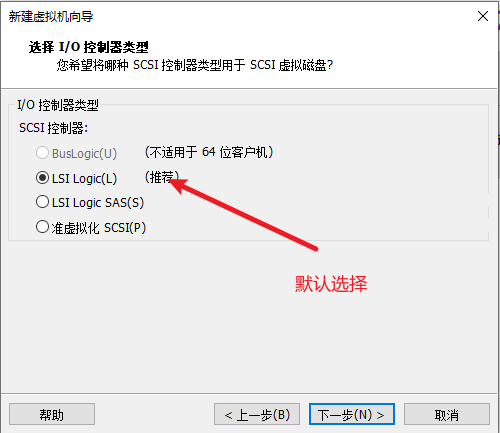 新建虚拟机向导
选择 I/O 控制器类型
您希望将哪种 SCSI 控制器类型用于 SCSI 虚拟磁盘?
I/O 控制器类型
SCSI 控制器:
BusLogic(U) (不适用于 64 位客户机)
LSI Logic(L) (推荐)
LSI Logic SAS(S)
准虚拟化 SCSI(P)
默认选择
帮助 < 上一步(B) 下一步(N) > 取消